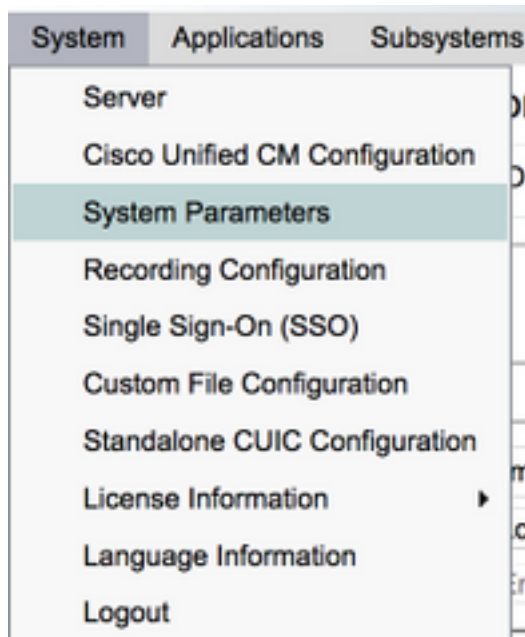 System Applications Subsystems
Server
Cisco Unified CM Configuration
System Parameters
Recording Configuration
Single Sign-On (SSO)
Custom File Configuration
Standalone CUIC Configuration
License Information
Language Information
Logout